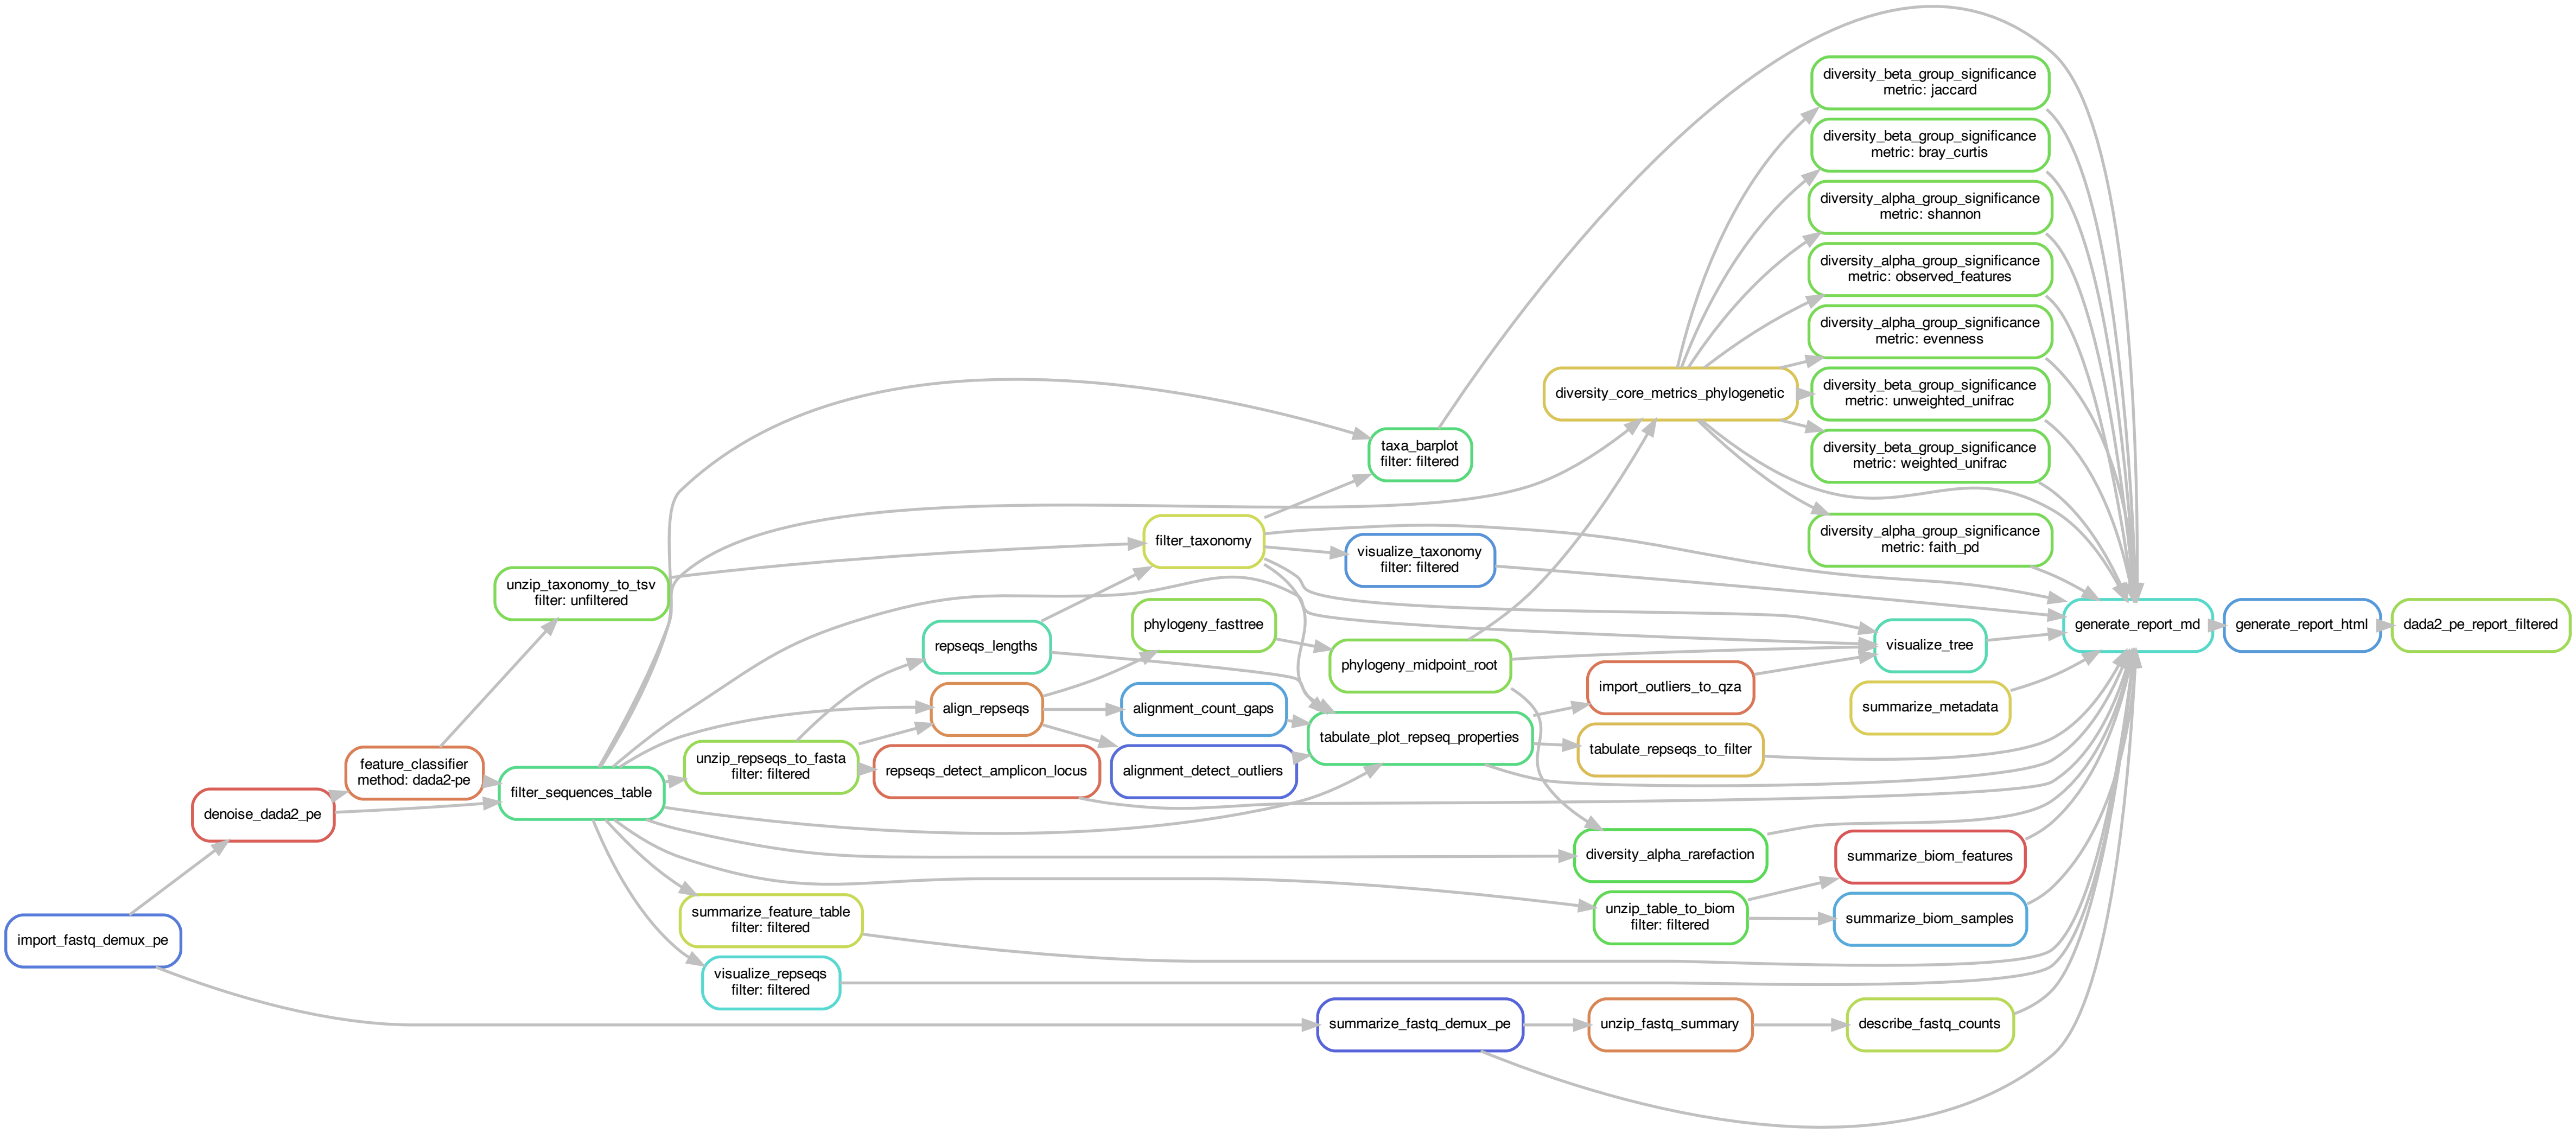 diversity_beta_group_significance
metric: jaccard
diversity_beta_group_significance
metric: bray_curtis
diversity_alpha_group_significance
metric: shannon
diversity_alpha_group_significance
metric: observed_features
diversity_alpha_group_significance
metric: evenness
diversity_core_metrics_phylogenetic
diversity_beta_group_significance
metric: unweighted_unifrac
taxa_barplot
filter: filtered
diversity_beta_group_significance
metric: weighted_unifrac
filter_taxonomy
visualize_taxonomy
filter: filtered
diversity_alpha_group_significance
metric: faith_pd
unzip_taxonomy_to_tsv
filter: unfiltered
phylogeny_fasttree
generate_report_md
generate_report_html
dada2_pe_report_filtered
repseqs_lengths
phylogeny_midpoint_root
visualize_tree
import_outliers_to_qza
align_repseqs
alignment_count_gaps
summarize_metadata
tabulate_plot_repseq_properties
tabulate_repseqs_to_filter
feature_classifier
method: dada2-pe
unzip_repseqs_to_fasta
filter: filtered
repseqs_detect_amplicon_locus
alignment_detect_outliers
filter_sequences_table
denoise_dada2_pe
diversity_alpha_rarefaction
summarize_biom_features
summarize_feature_table
filter: filtered
unzip_table_to_biom
filter: filtered
summarize_biom_samples
import_fastq_demux_pe
visualize_repseqs
filter: filtered
summarize_fastq_demux_pe
unzip_fastq_summary
describe_fastq_counts